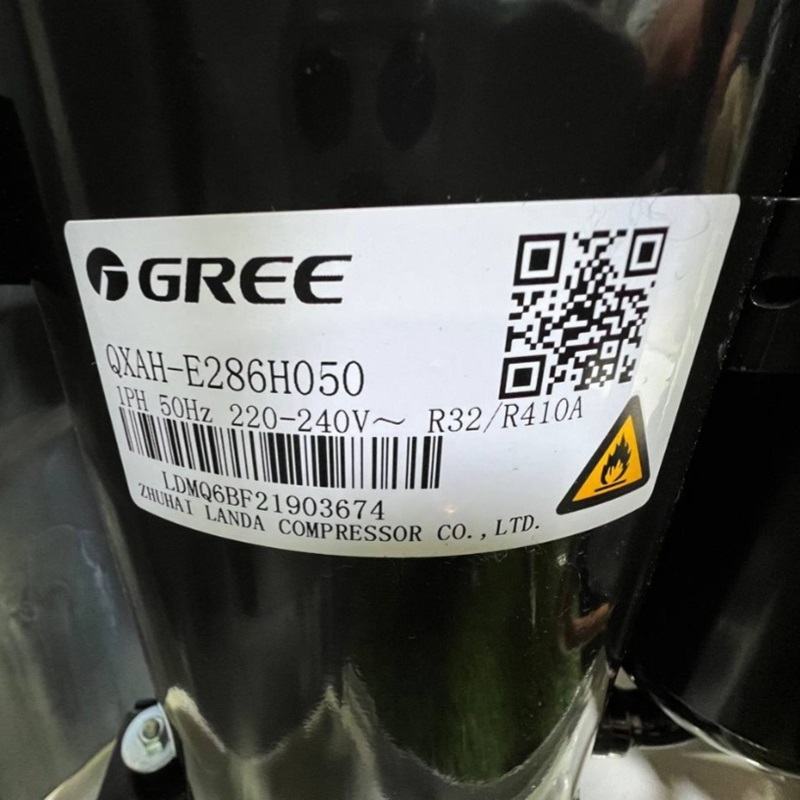 GREE
QXAH-E286H050
1PH 50Hz 220-240V～ R32/R410A
LDMQ6BF21903674
ZHUHAI LANDA COMPRESSOR CO.,LTD.